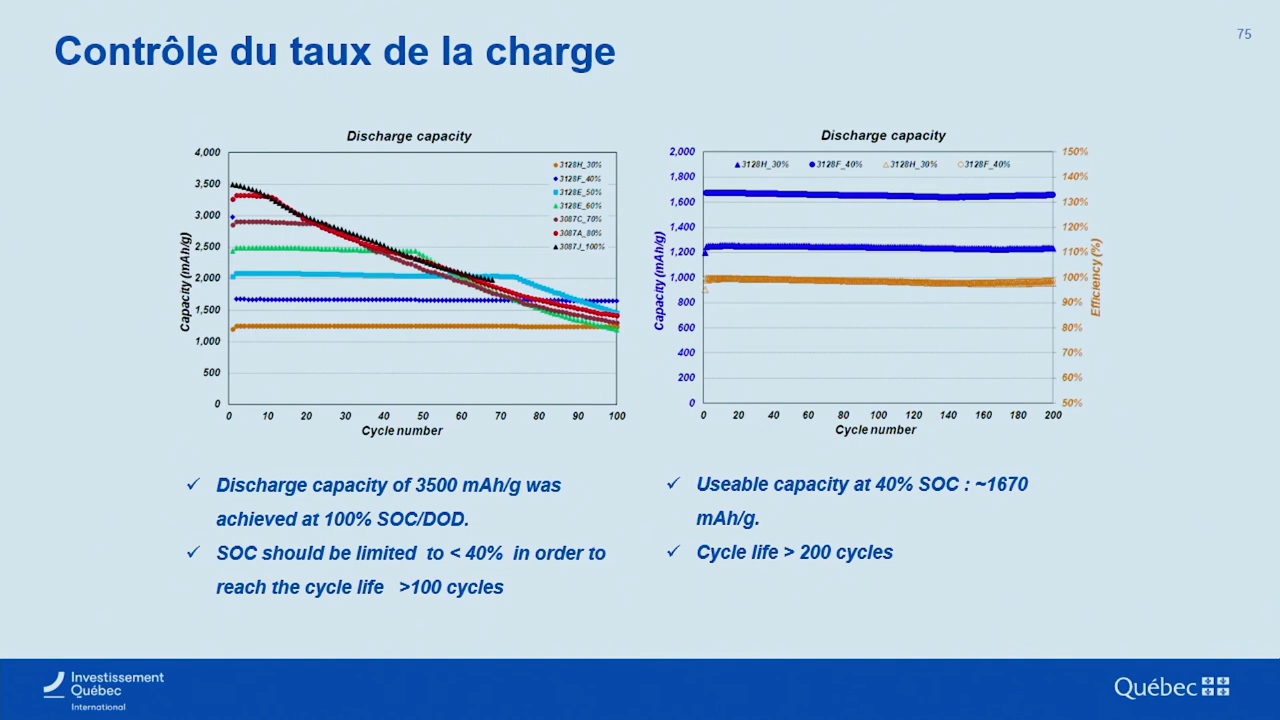 Contrôle du taux de la charge
75
Discharge capacity
4,000
3,500
3,000
2,500
2,000
1,500
1,000
500
0
Capacity (mAh/g)
3128H_30%
3128F_40%
3128E_50%
3128E_60%
3087C_70%
3087A_80%
3087J_100%
0 10 20 30 40 50 60 70 80 90 100
Cycle number
Discharge capacity
2,000
1,800
1,600
1,400
1,200
1,000
800
600
400
200
0
Capacity (mAh/g)
3128H_30% 3128F_40% 3128H_30% 3128F_40%
150%
140%
130%
120%
110%
100%
90%
80%
70%
60%
50%
Efficiency (%)
0 20 40 60 80 100 120 140 160 180 200
Cycle number
✓ Discharge capacity of 3500 mAh/g was
achieved at 100% SOC/DOD.
✓ SOC should be limited to < 40% in order to
reach the cycle life >100 cycles
✓ Useable capacity at 40% SOC : ~1670
mAh/g.
✓ Cycle life > 200 cycles
Investissement
Québec
International
Québec